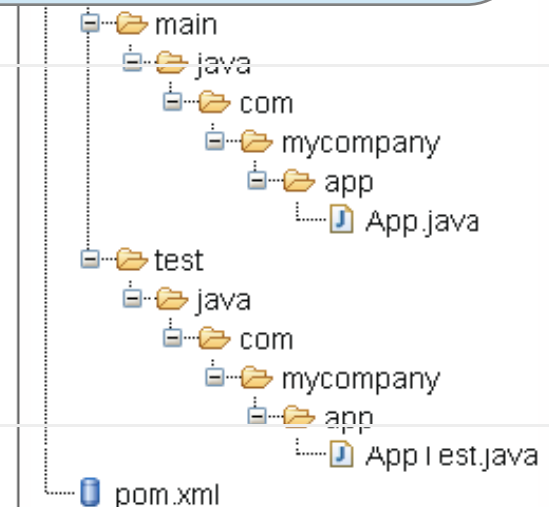 main
java
com
mycompany
app
App.java
test
java
com
mycompany
app
AppTest.java
pom.xml